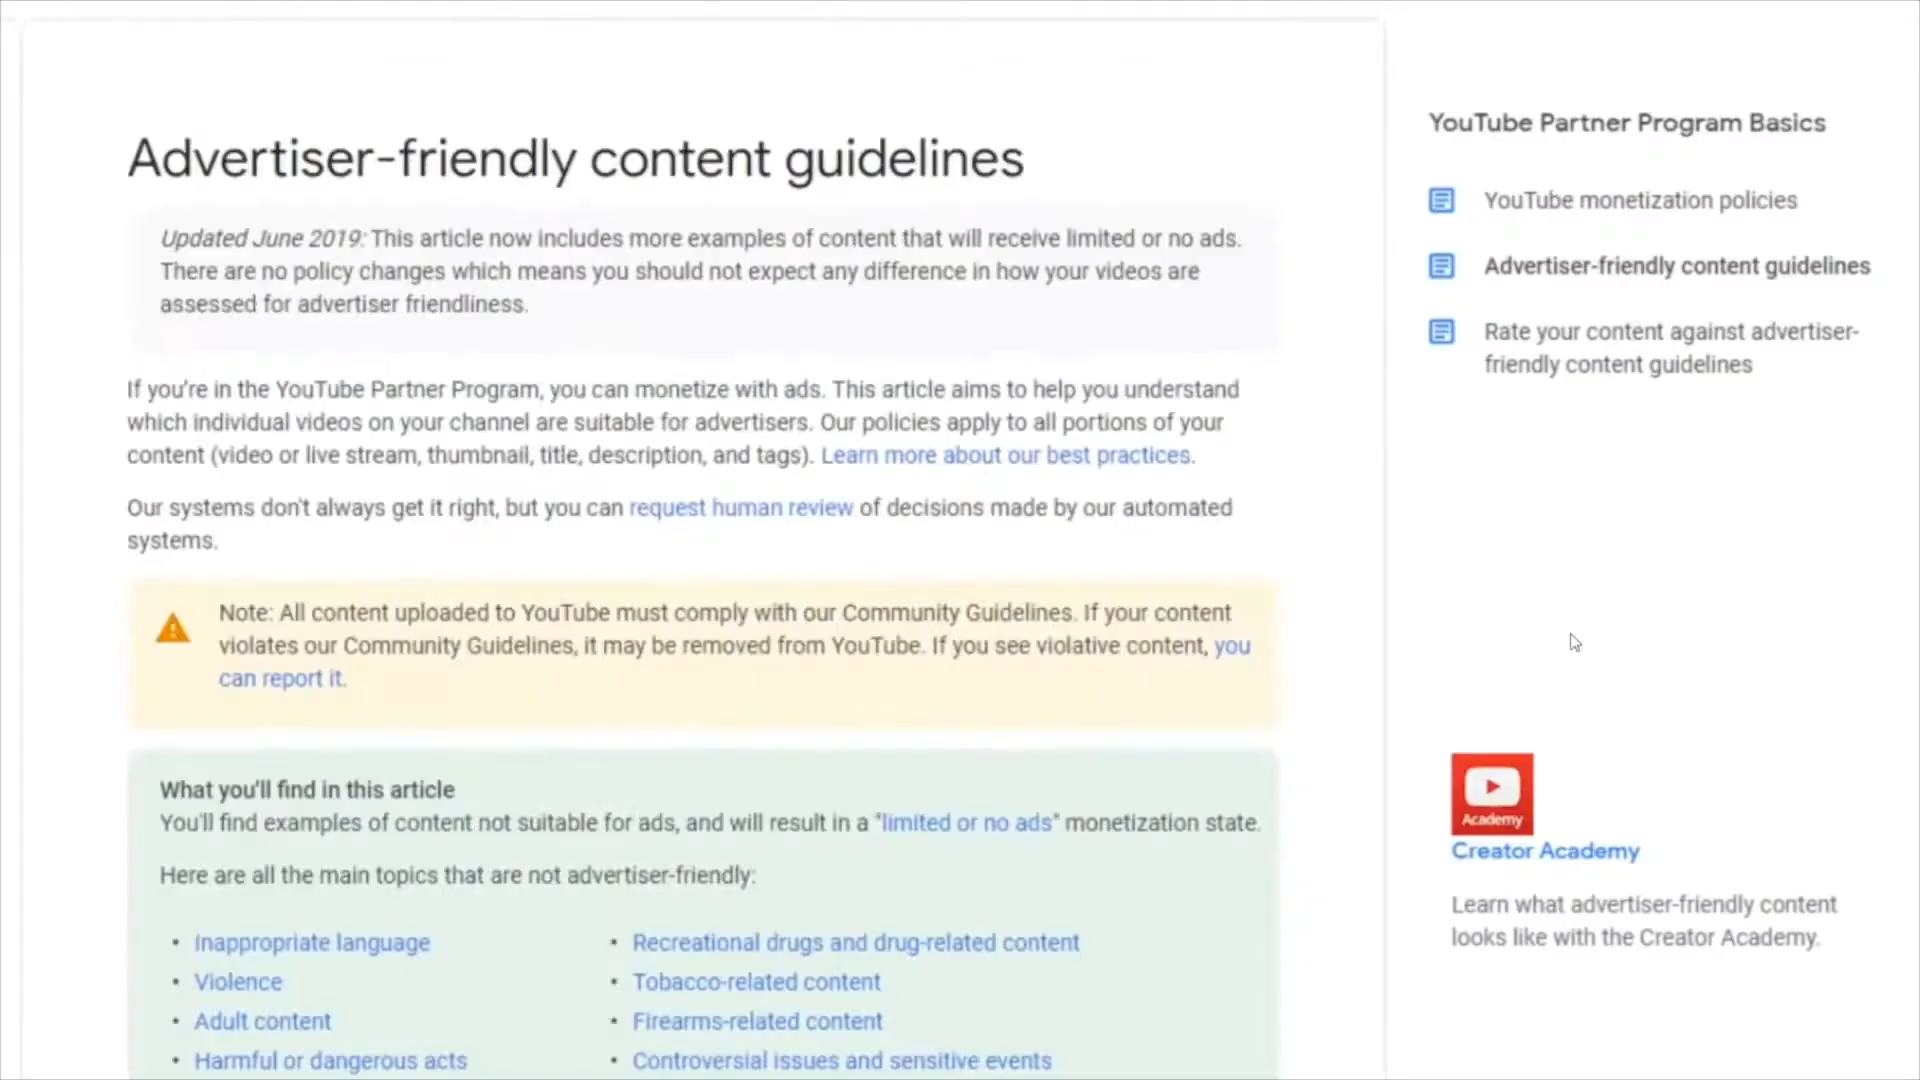 Advertiser-friendly content guidelines
Updated June 2019: This article now includes more examples of content that will receive limited or no ads.
There are no policy changes which means you should not expect any difference in how your videos are
assessed for advertiser friendliness.
If you're in the YouTube Partner Program, you can monetize with ads. This article aims to help you understand
which individual videos on your channel are suitable for advertisers. Our policies apply to all portions of your
content (video or live stream, thumbnail, title, description, and tags). Learn more about our best practices.
Our systems don't always get it right, but you can request human review of decisions made by our automated
systems.
Note: All content uploaded to YouTube must comply with our Community Guidelines. If your content
violates our Community Guidelines, it may be removed from YouTube. If you see violative content, you
can report it.
What you'll find in this article
You'll find examples of content not suitable for ads, and will result in a "limited or no ads" monetization state.
Here are all the main topics that are not advertiser-friendly:
• Inappropriate language
• Violence
• Adult content
• Harmful or dangerous acts
• Recreational drugs and drug-related content
• Tobacco-related content
• Firearms-related content
• Controversial issues and sensitive events
YouTube Partner Program Basics
YouTube monetization policies
Advertiser-friendly content guidelines
Rate your content against advertiser-
friendly content guidelines
Academy
Creator Academy
Learn what advertiser-friendly content
looks like with the Creator Academy.